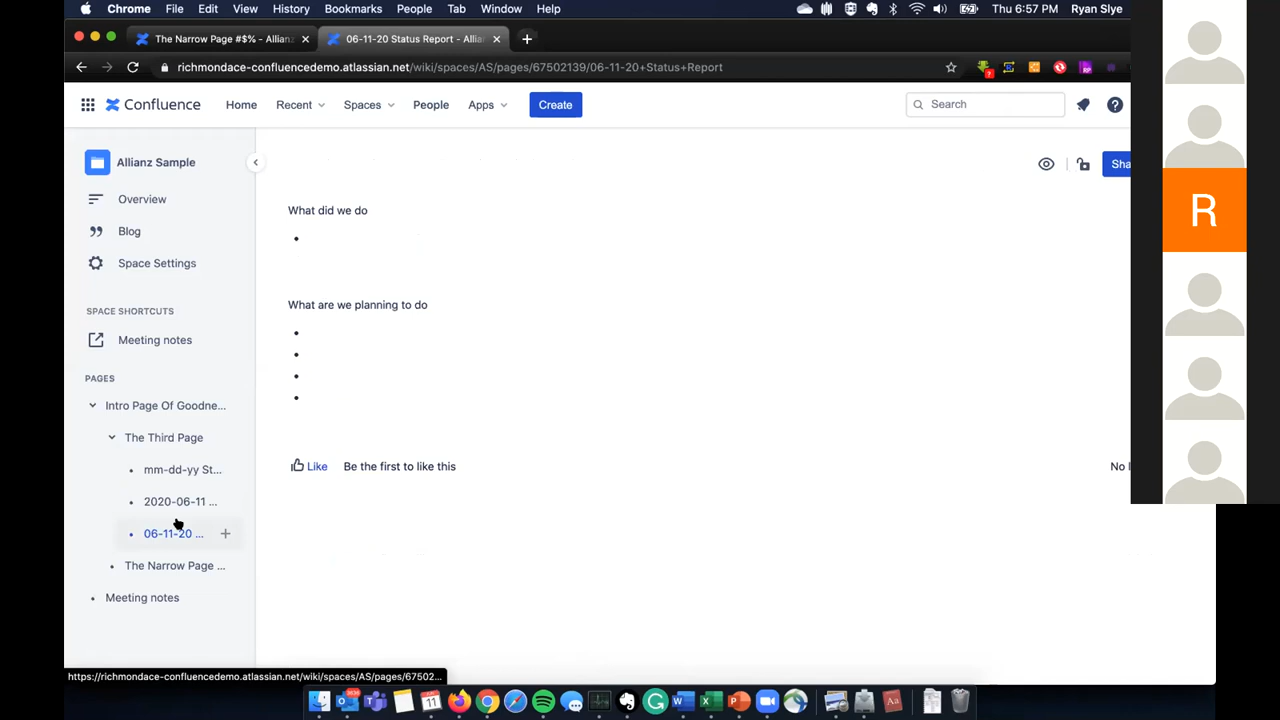 Chrome File Edit View History Bookmarks People Tab Window Help Thu 6:57 PM Ryan Slye
The Narrow Page #$% - Allian
06-11-20 Status Report - Allia
richmondace-confluencedemo.atlassian.net/wiki/spaces/AS/pages/67502139/06-11-20+Status+Report
Confluence Home Recent Spaces People Apps Create Search
Allianz Sample
Sha
Overview
Blog
Space Settings
SPACE SHORTCUTS
Meeting notes
PAGES
Intro Page Of Goodne...
The Third Page
mm-dd-yy St...
2020-06-11 ...
06-11-20 ...
The Narrow Page ...
Meeting notes
What did we do
What are we planning to do
Like Be the first to like this
R
https://richmondace-confluencedemo.atlassian.net/wiki/spaces/AS/pages/67502...